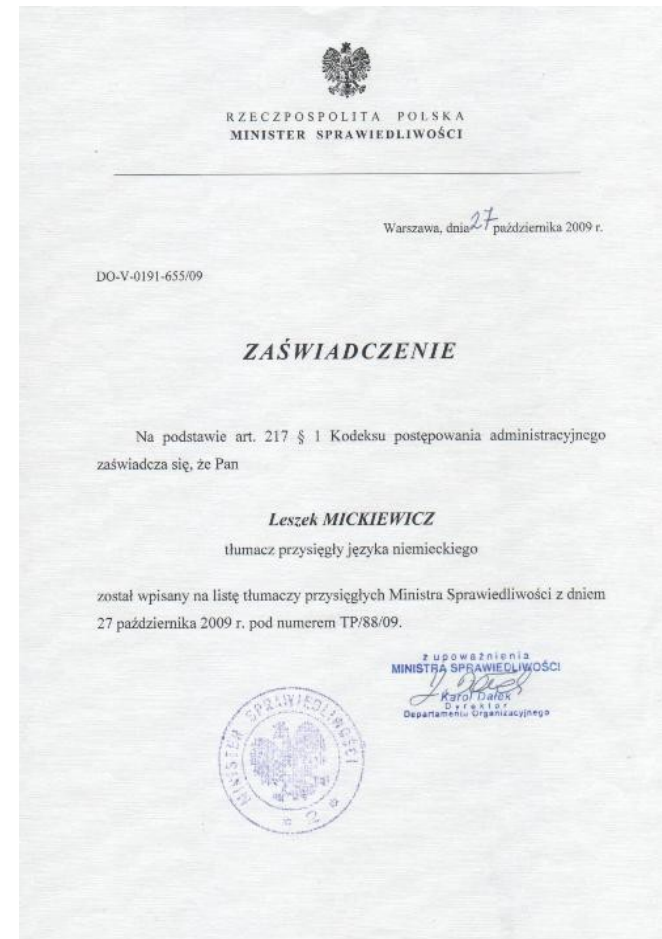 RZECZPOSPOLITA POLSKA
MINISTER SPRAWIEDLIWOŚCI
Warszawa, dnia 27 października 2009 r.
DO-V-0191-655/09
ZAŚWIADCZENIE
Na podstawie art. 217 § 1 Kodeksu postępowania administracyjnego
zaświadcza się, że Pan
Leszek MICKIEWICZ
tłumacz przysięgły języka niemieckiego
został wpisany na listę tłumaczy przysięgłych Ministra Sprawiedliwości z dniem
27 października 2009 r. pod numerem TP/88/09.
z upoważnienia
MINISTRA SPRAWIEDLIWOŚCI
Karol Dałek
Dyrektor
Departamentu Organizacyjnego
MINISTER SPRAWIEDLIWOŚCI
* 2 *